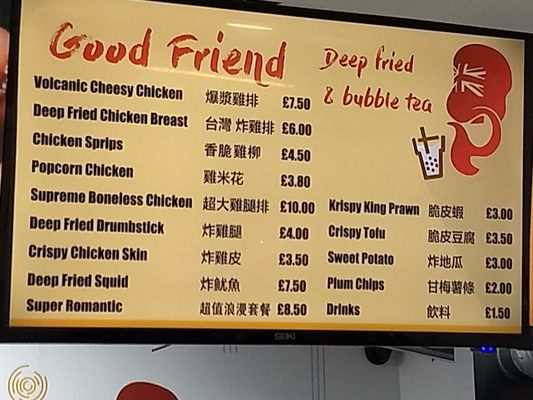 Good Friend
Deep fried
& bubble tea
Volcanic Cheesy Chicken 爆漿雞排 £7.50
Deep Fried Chicken Breast 台灣 炸雞排 £6.00
Chicken Sprips 香脆雞柳 £4.50
Popcorn Chicken 雞米花 £3.80
Supreme Boneless Chicken 超大雞腿排 £10.00
Deep Fried Drumstick 炸雞腿 £4.00
Crispy Chicken Skin 炸雞皮 £3.50
Deep Fried Squid 炸魷魚 £7.50
Super Romantic 超值浪漫套餐 £8.50
Krispy King Prawn 脆皮蝦 £3.00
Crispy Tofu 脆皮豆腐 £3.50
Sweet Potato 炸地瓜 £3.00
Plum Chips 甘梅薯條 £2.00
Drinks 飲料 £1.50
SEIKI